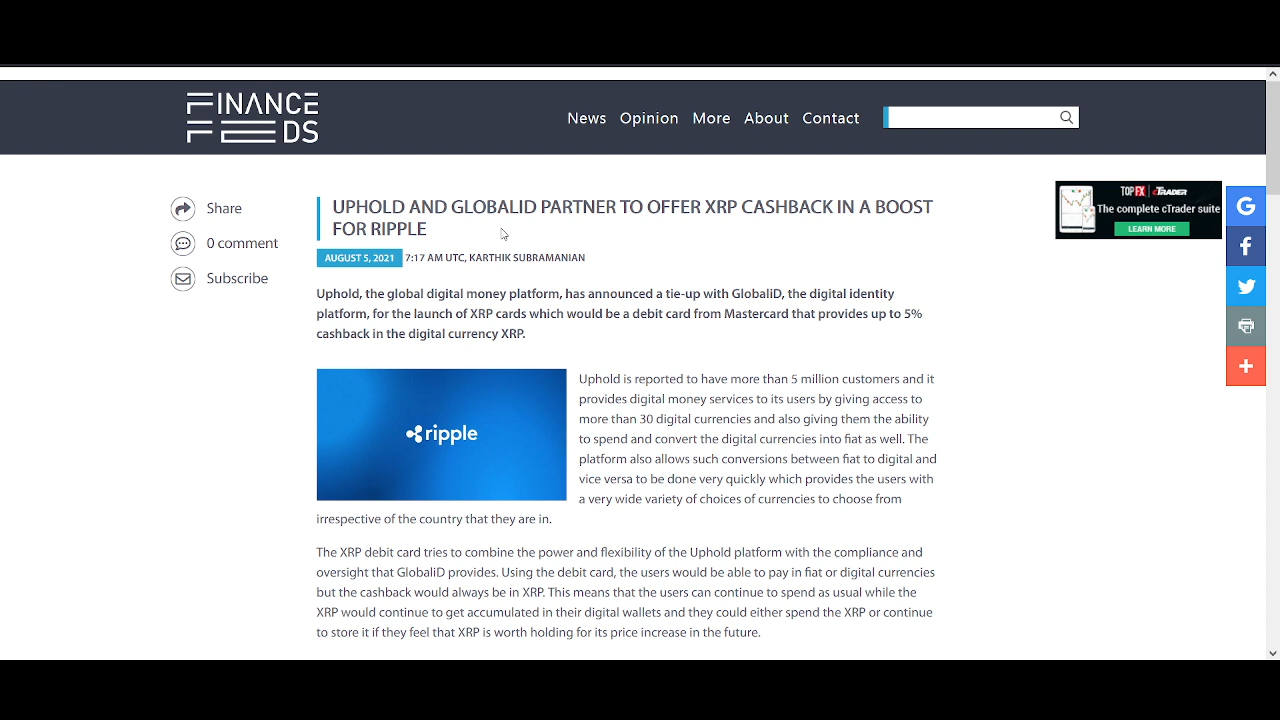 FINANCE
FEEDS
News Opinion More About Contact
Share
0 comment
Subscribe
UPHOLD AND GLOBALID PARTNER TO OFFER XRP CASHBACK IN A BOOST
FOR RIPPLE
AUGUST 5, 2021 7:17 AM UTC, KARTHIK SUBRAMANIAN
Uphold, the global digital money platform, has announced a tie-up with GlobaliD, the digital identity
platform, for the launch of XRP cards which would be a debit card from Mastercard that provides up to 5%
cashback in the digital currency XRP.
ripple
Uphold is reported to have more than 5 million customers and it
provides digital money services to its users by giving access to
more than 30 digital currencies and also giving them the ability
to spend and convert the digital currencies into fiat as well. The
platform also allows such conversions between fiat to digital and
vice versa to be done very quickly which provides the users with
a very wide variety of choices of currencies to choose from
irrespective of the country that they are in.
The XRP debit card tries to combine the power and flexibility of the Uphold platform with the compliance and
oversight that GlobaliD provides. Using the debit card, the users would be able to pay in fiat or digital currencies
but the cashback would always be in XRP. This means that the users can continue to spend as usual while the
XRP would continue to get accumulated in their digital wallets and they could either spend the XRP or continue
to store it if they feel that XRP is worth holding for its price increase in the future.
TOPFX cTRADER
The complete cTrader suite
LEARN MORE
G
f